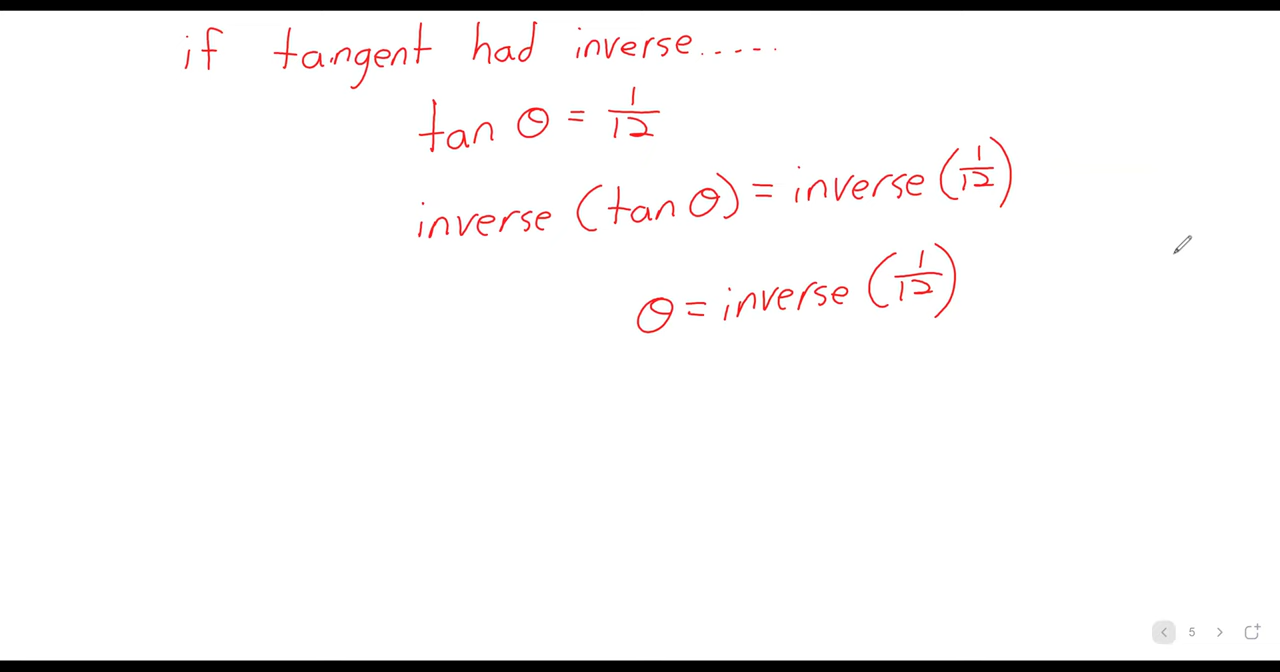 if tangent had inverse.....
tan θ = 1/12
inverse (tan θ) = inverse (1/12)
θ = inverse (1/12)
5